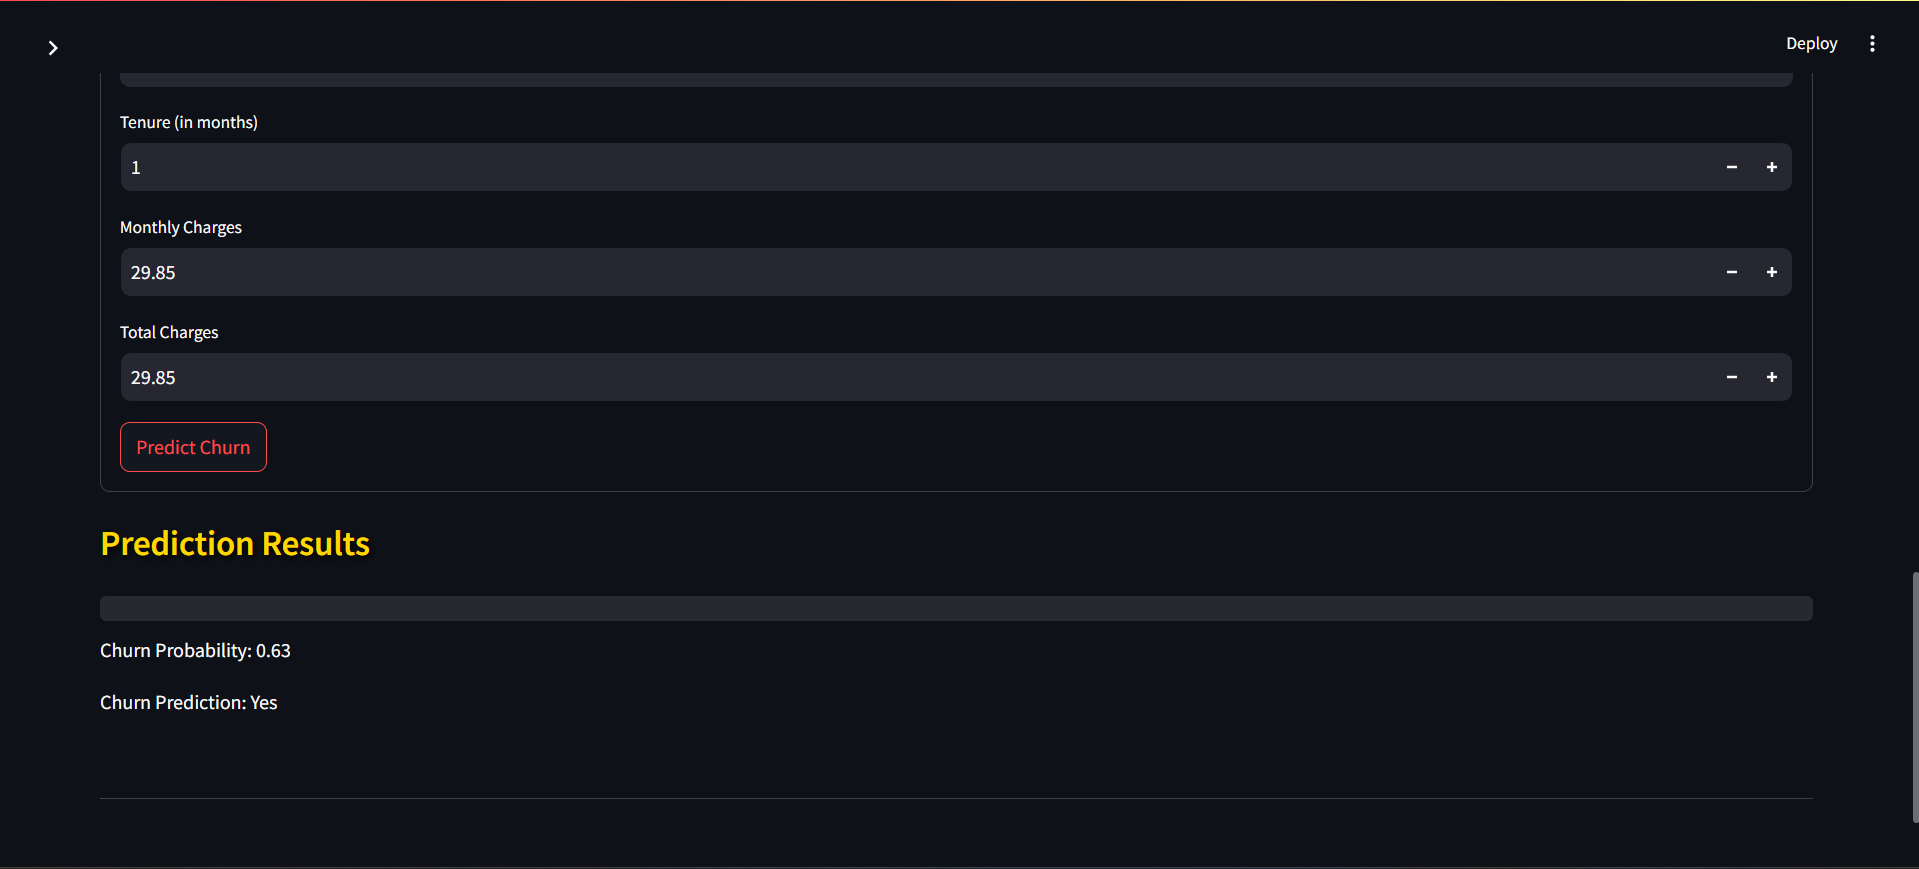 Deploy
Tenure (in months)
1
Monthly Charges
29.85
Total Charges
29.85
Predict Churn
Prediction Results
Churn Probability: 0.63
Churn Prediction: Yes